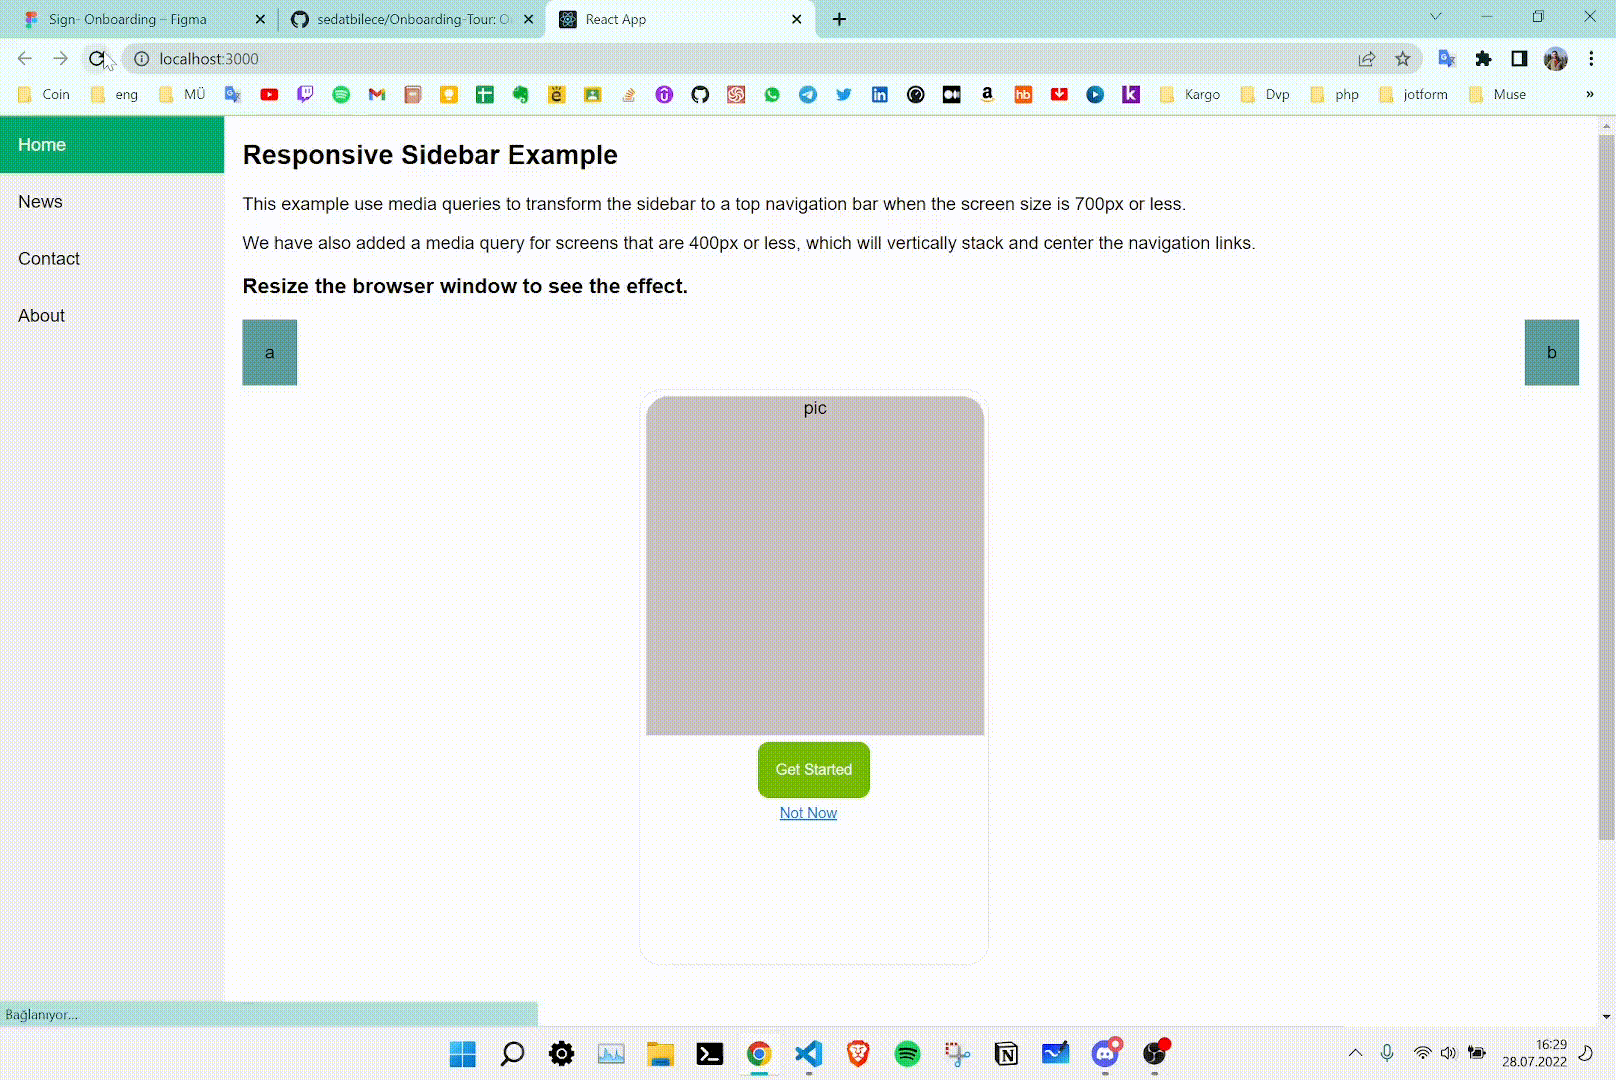 Sign- Onboarding – Figma
sedatbilece/Onboarding-Tour: O
React App
localhost:3000
Coin
eng
MÜ
hb
Kargo
Dvp
php
jotform
Muse
»
Home
News
Contact
About
Responsive Sidebar Example
This example use media queries to transform the sidebar to a top navigation bar when the screen size is 700px or less.
We have also added a media query for screens that are 400px or less, which will vertically stack and center the navigation links.
Resize the browser window to see the effect.
a
b
pic
Get Started
Not Now
Bağlanıyor...
16:29
28.07.2022